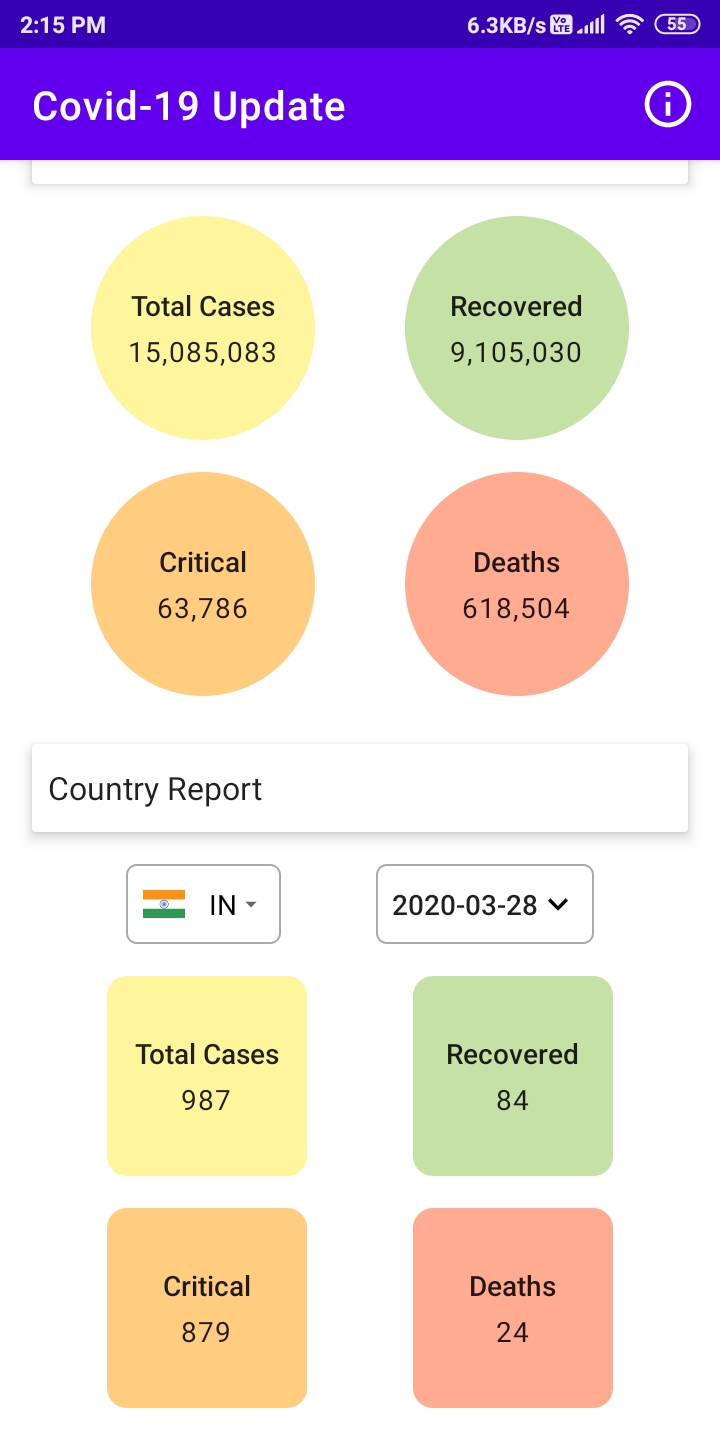 2:15 PM 6.3KB/s Vo LTE 55
Covid-19 Update
Total Cases Recovered
15,085,083 9,105,030
Critical Deaths
63,786 618,504
Country Report
IN 2020-03-28
Total Cases Recovered
987 84
Critical Deaths
879 24